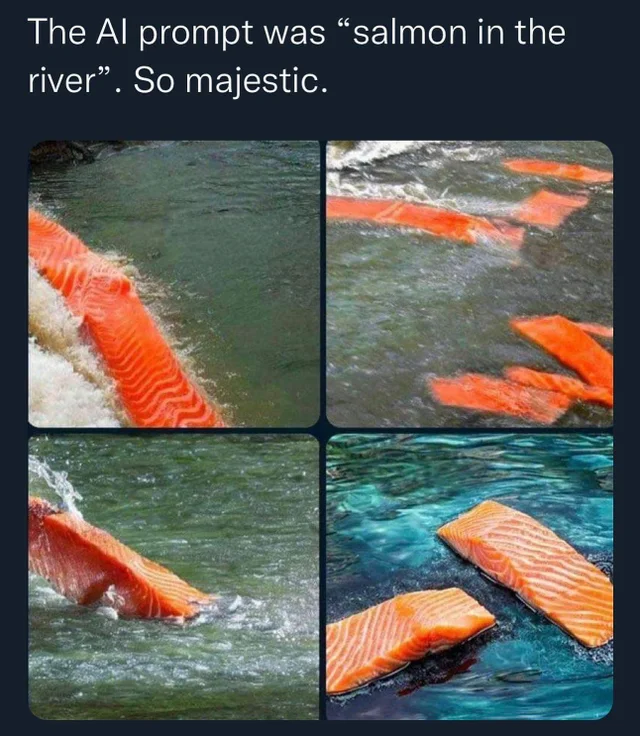 The AI prompt was “salmon in the
river”. So majestic.